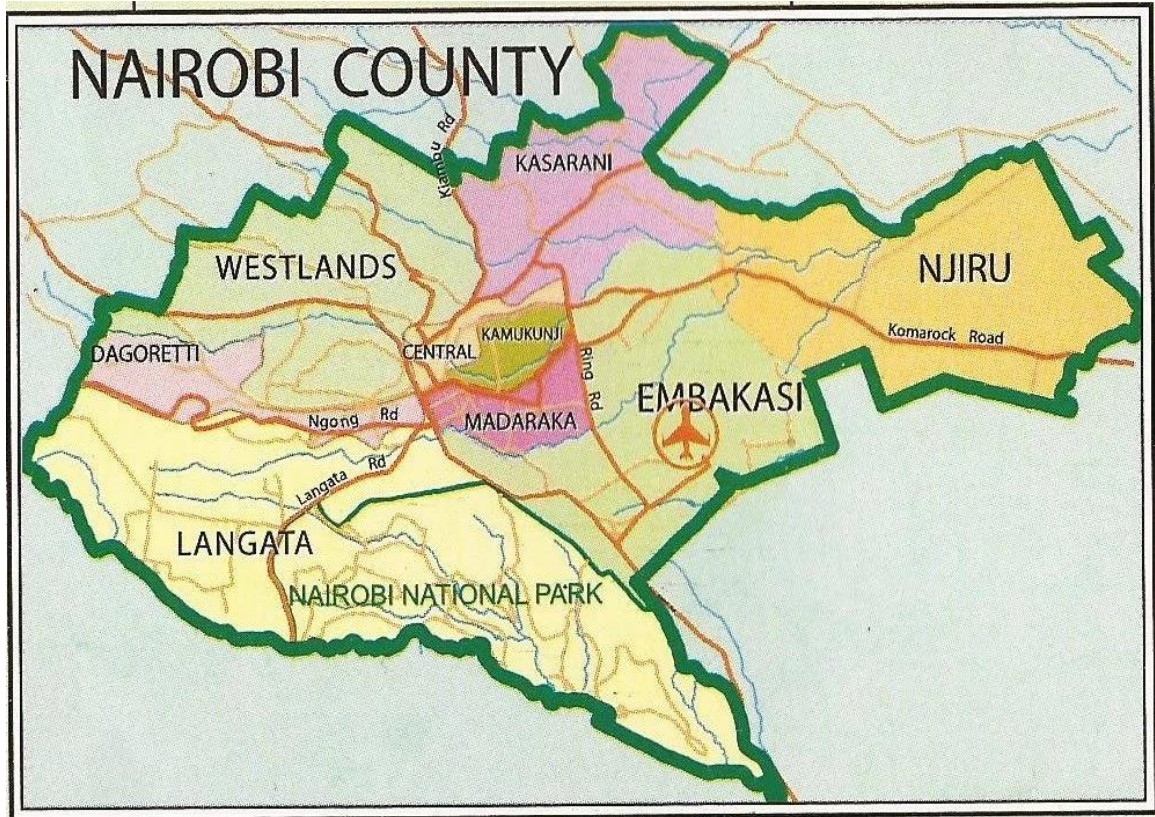 NAIROBI COUNTY
Kiambu Rd
KASARANI
WESTLANDS
NJIRU
KAMUKUNJI
Komarock Road
DAGORETTI
CENTRAL
Ring Rd
EMBAKASI
Ngong Rd
MADARAKA
Langata Rd
LANGATA
NAIROBI NATIONAL PARK